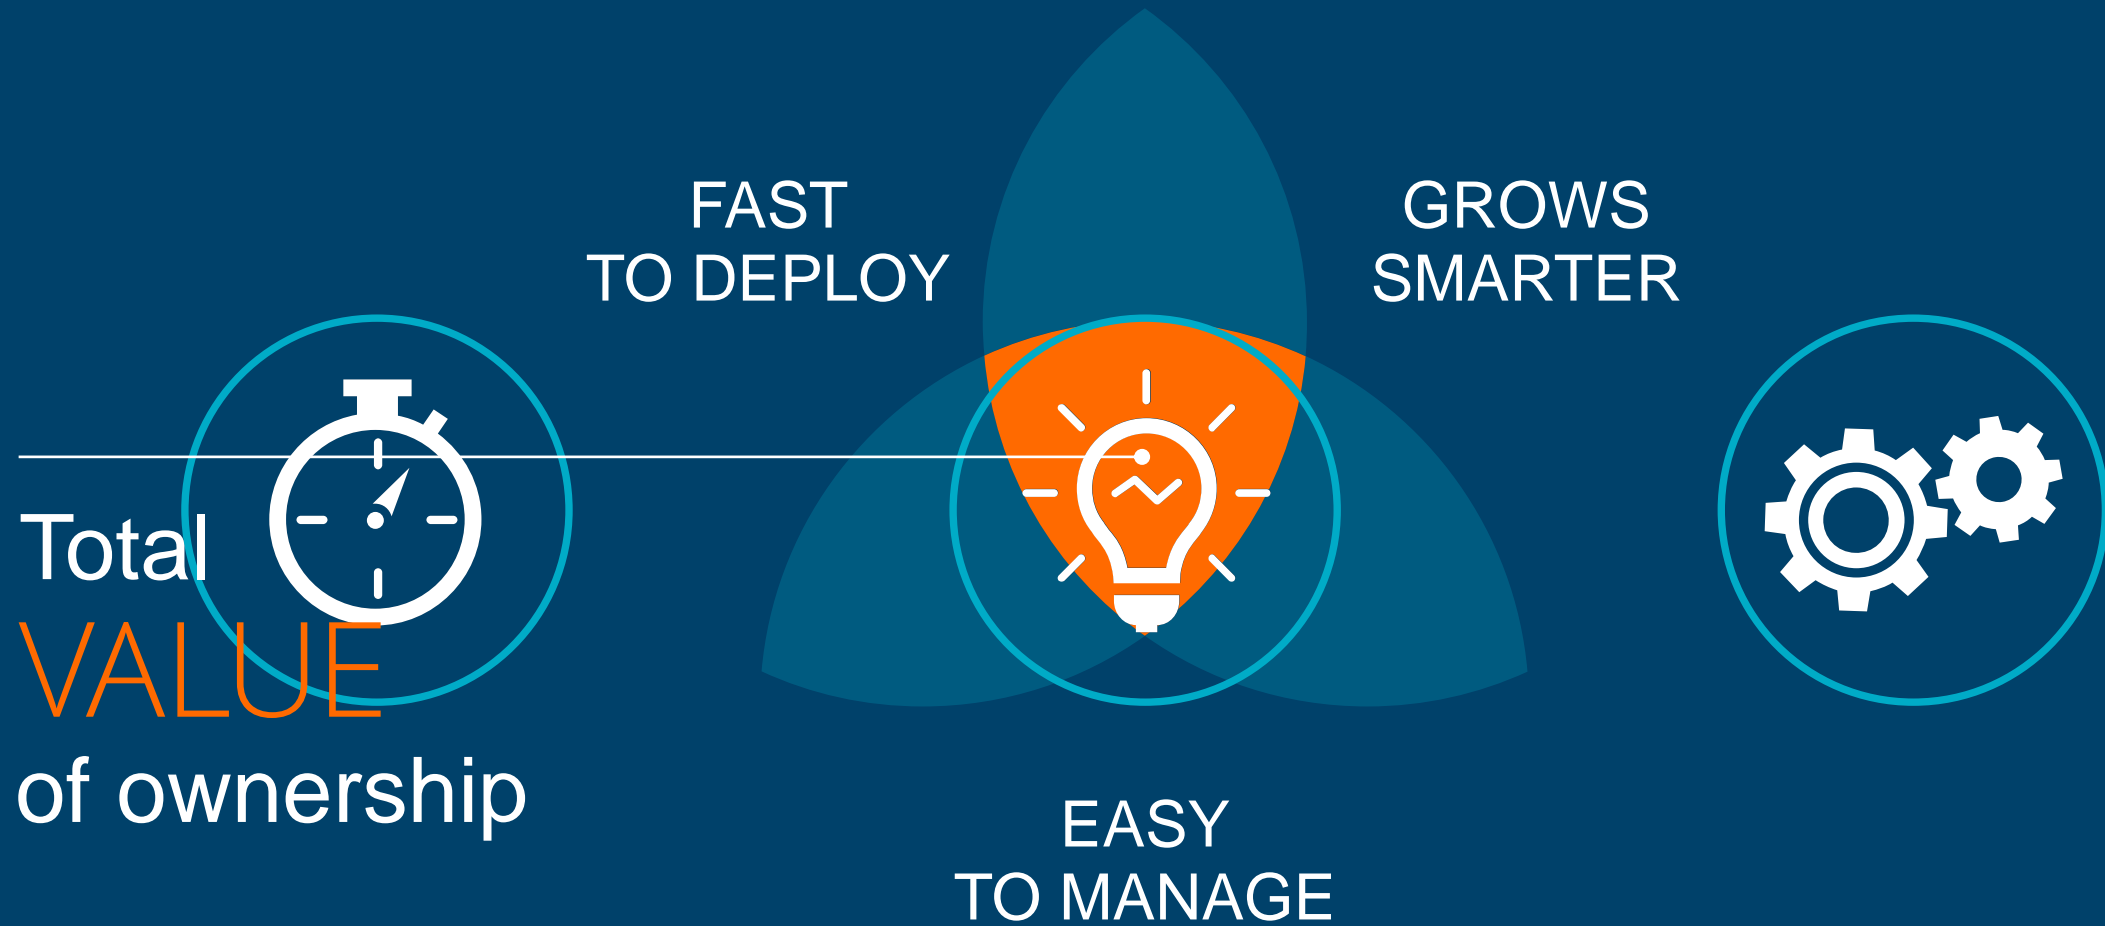 FAST
TO DEPLOY
GROWS
SMARTER
Total
VALUE
of ownership
EASY
TO MANAGE